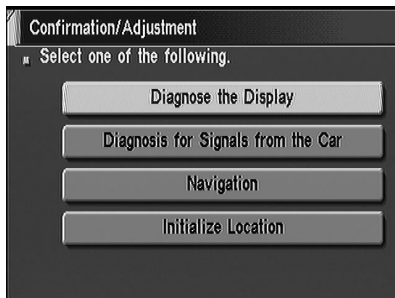 Confirmation/Adjustment
Select one of the following.
Diagnose the Display
Diagnosis for Signals from the Car
Navigation
Initialize Location